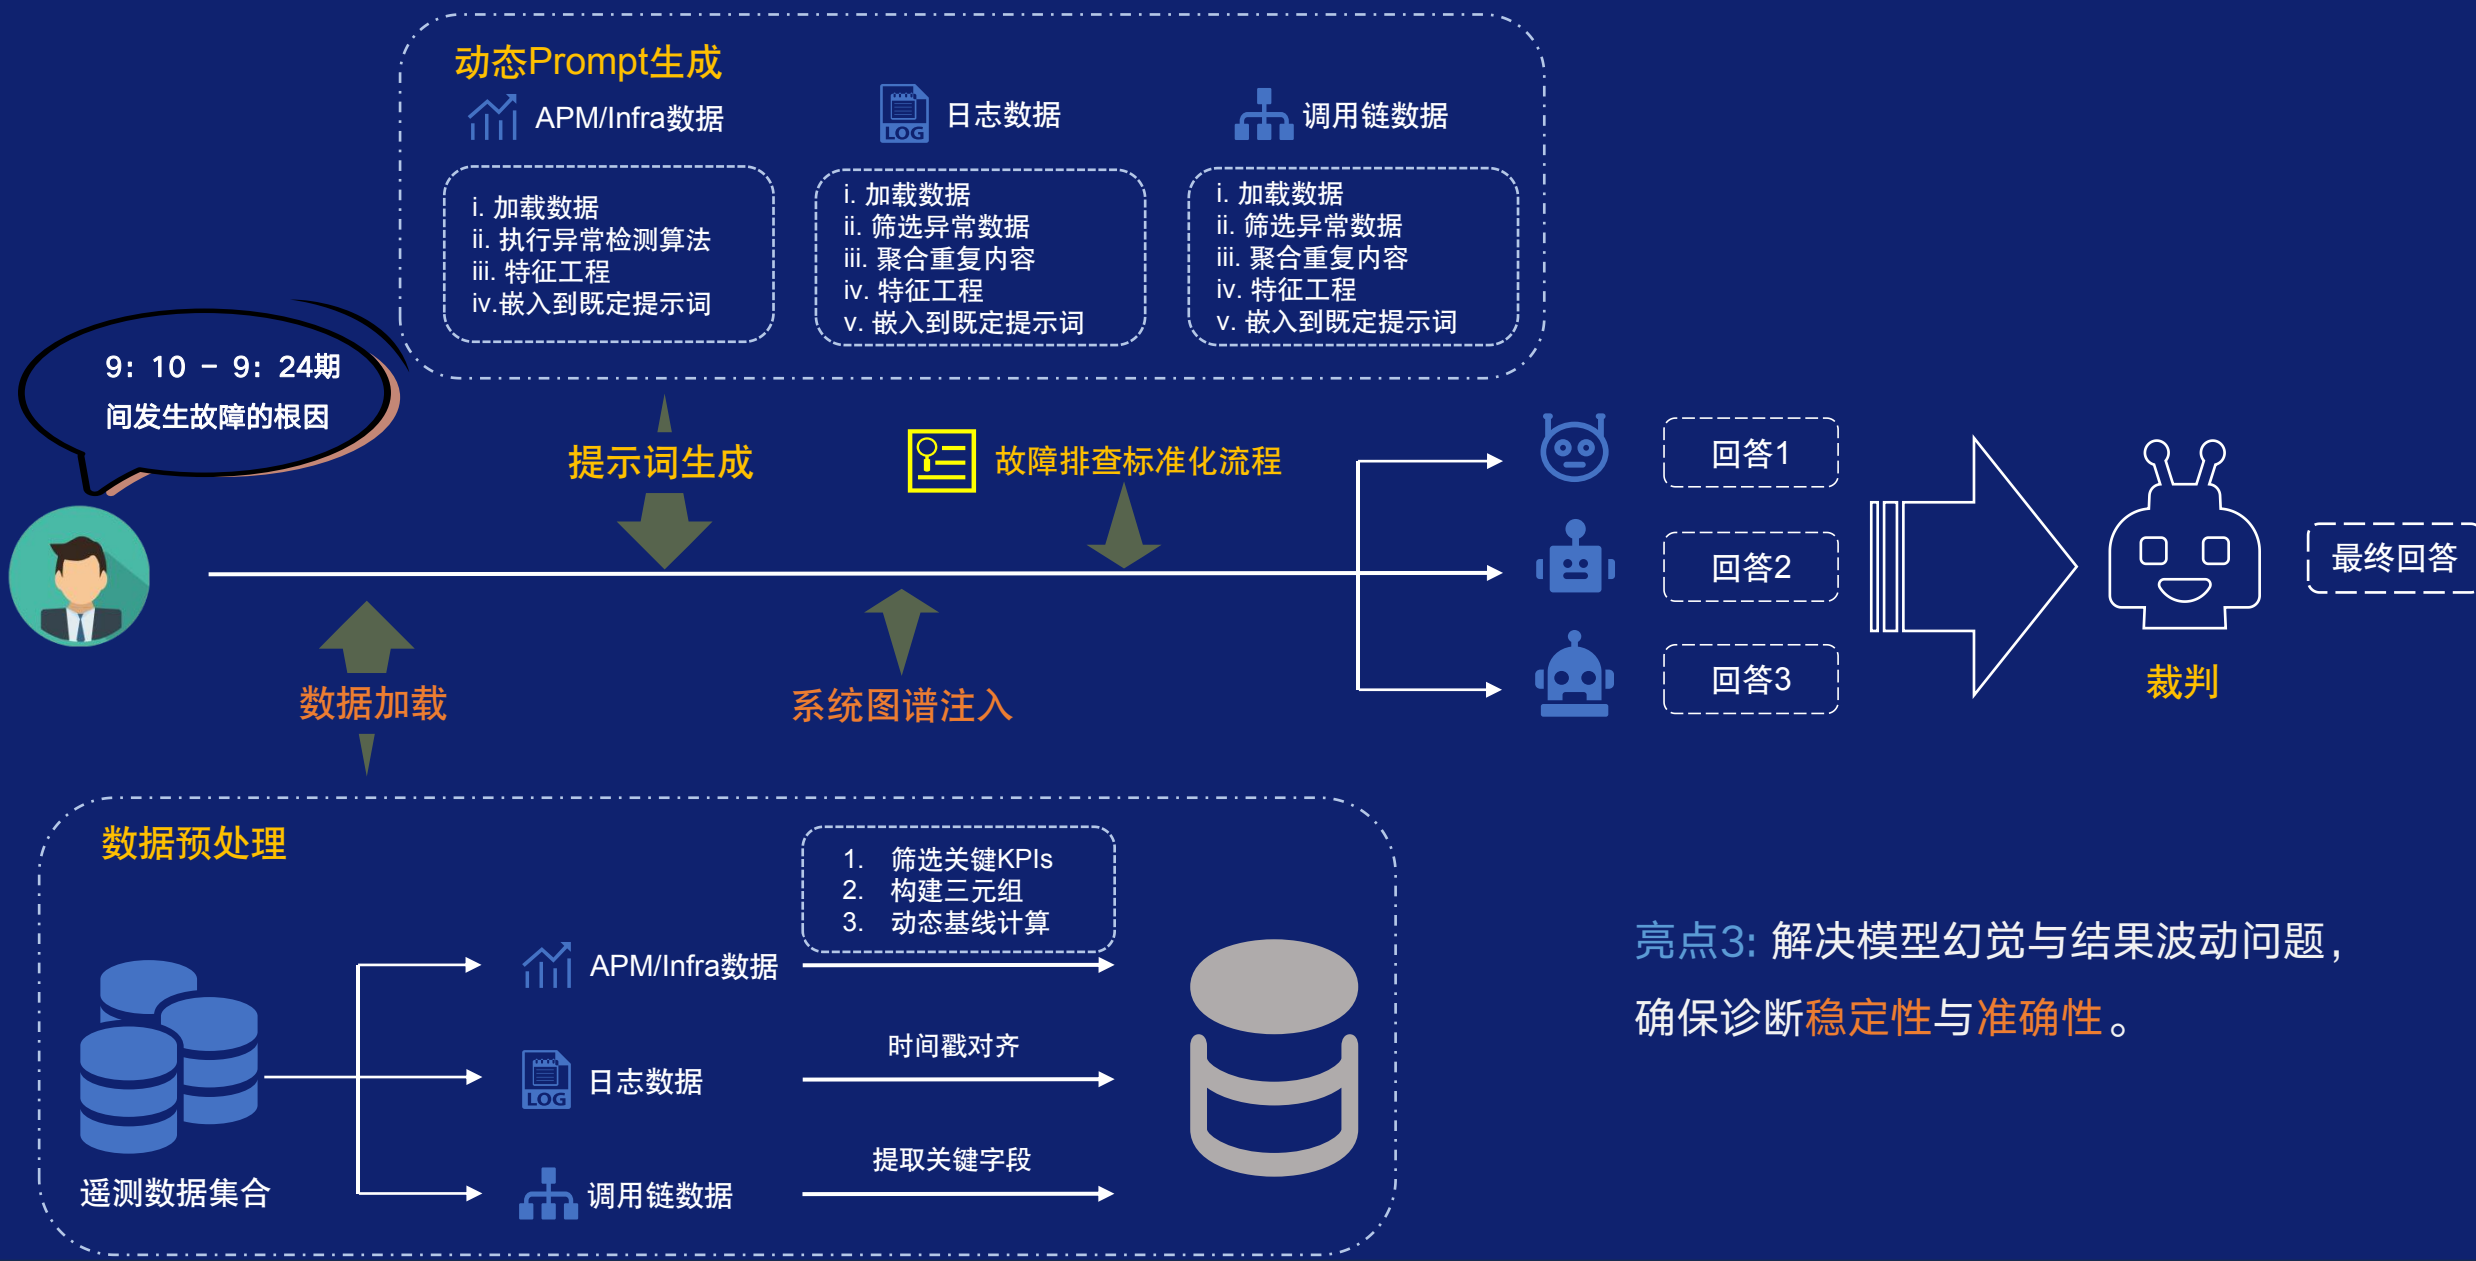 动态Prompt生成
APM/Infra数据
LOG
日志数据
调用链数据
i. 加载数据
ii. 执行异常检测算法
iii. 特征工程
iv.嵌入到既定提示词
i. 加载数据
ii. 筛选异常数据
iii. 聚合重复内容
iv. 特征工程
v. 嵌入到既定提示词
i. 加载数据
ii. 筛选异常数据
iii. 聚合重复内容
iv. 特征工程
v. 嵌入到既定提示词
9：10 – 9：24期
间发生故障的根因
提示词生成
故障排查标准化流程
回答1
回答2
回答3
最终回答
裁判
数据加载
系统图谱注入
数据预处理
1. 筛选关键KPIs
2. 构建三元组
3. 动态基线计算
APM/Infra数据
时间戳对齐
LOG
日志数据
提取关键字段
遥测数据集合
调用链数据
亮点3: 解决模型幻觉与结果波动问题,
确保诊断稳定性与准确性。